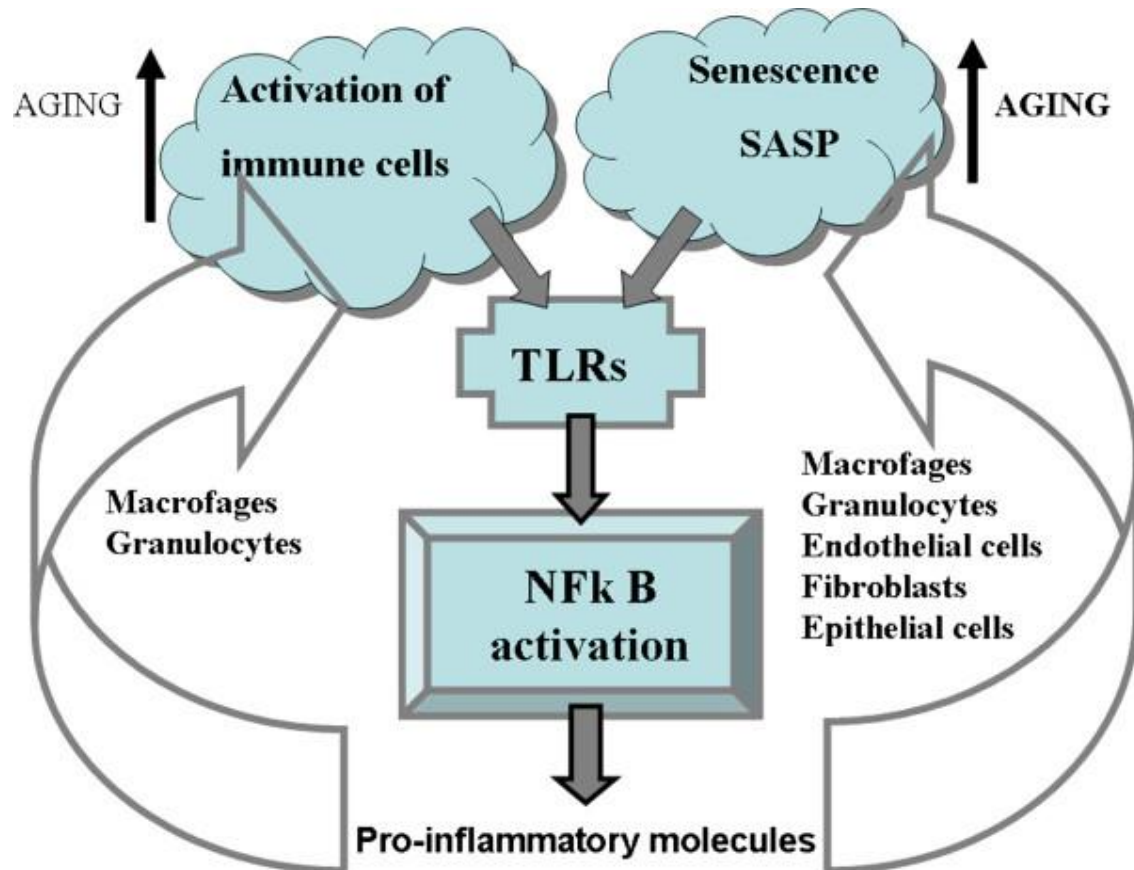 AGING
Activation of
immune cells
Senescence
SASP
AGING
TLRs
Macrofages
Granulocytes
Macrofages
Granulocytes
Endothelial cells
Fibroblasts
Epithelial cells
NFk B
activation
Pro-inflammatory molecules